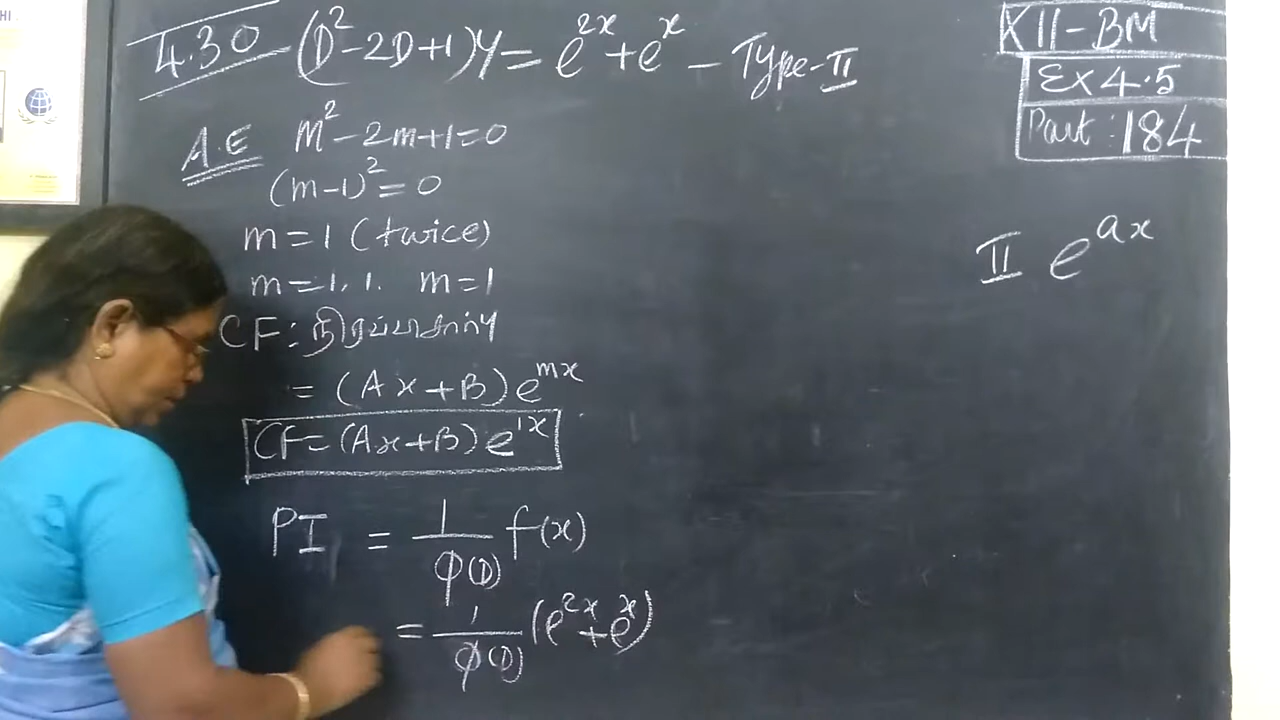 4.30 (D²-2D+1)y = e^{2x}+e^{x} - Type-II
XII-BM
Ex 4.5
Part: 184
A.E m²-2m+1=0
(m-1)²=0
m=1 (twice)
m=1, 1. m=1
II e^{ax}
CF: நிரப்பு சார்பு
= (Ax+B) e^{mx}
CF=(Ax+B) e^{1x}
PI₁ = 1/φ(D) f(x)
= 1/φ(D) (e^{2x}+e^{x})